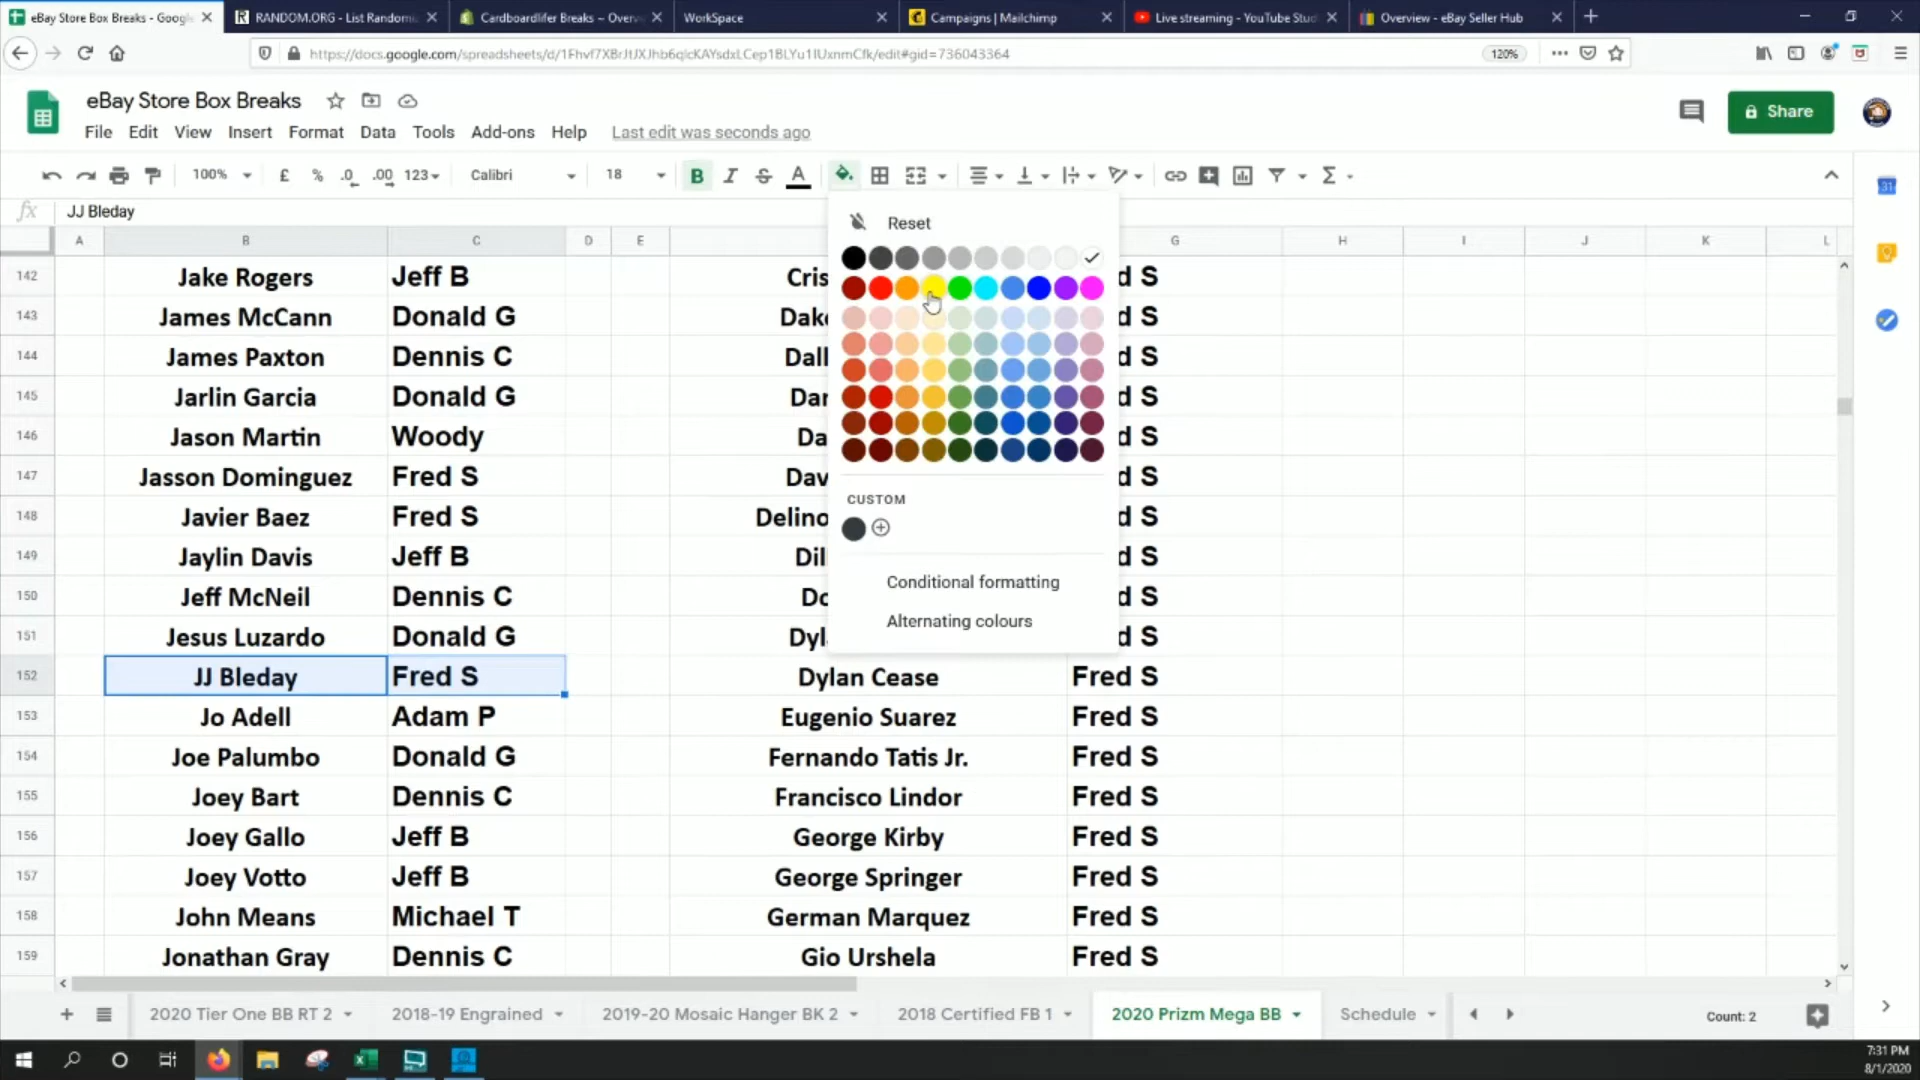 eBay Store Box Breaks - Google
RANDOM.ORG - List Randomi
Cardboardlifer Breaks ~ Overv
WorkSpace
Campaigns | Mailchimp
Live streaming - YouTube Stud
Overview - eBay Seller Hub
120%
eBay Store Box Breaks
Share
File Edit View Insert Format Data Tools Add-ons Help Last edit was seconds ago
100% £ % .0 .00 123 Calibri 18 B I S A Σ
fx JJ Bleday
Reset
A B C D E G H I J K L
142 Jake Rogers Jeff B Cris d S
143 James McCann Donald G Dak d S
144 James Paxton Dennis C Dall d S
145 Jarlin Garcia Donald G Dar d S
146 Jason Martin Woody Da d S
147 Jasson Dominguez Fred S Dav d S
CUSTOM
148 Javier Baez Fred S Delino d S
149 Jaylin Davis Jeff B Dil d S
Conditional formatting
150 Jeff McNeil Dennis C Do d S
Alternating colours
151 Jesus Luzardo Donald G Dyl d S
152 JJ Bleday Fred S Dylan Cease Fred S
153 Jo Adell Adam P Eugenio Suarez Fred S
154 Joe Palumbo Donald G Fernando Tatis Jr. Fred S
155 Joey Bart Dennis C Francisco Lindor Fred S
156 Joey Gallo Jeff B George Kirby Fred S
157 Joey Votto Jeff B George Springer Fred S
158 John Means Michael T German Marquez Fred S
159 Jonathan Gray Dennis C Gio Urshela Fred S
2020 Tier One BB RT 2 2018-19 Engrained 2019-20 Mosaic Hanger BK 2 2018 Certified FB 1 2020 Prizm Mega BB Schedule Count: 2
7:31 PM
8/1/2020